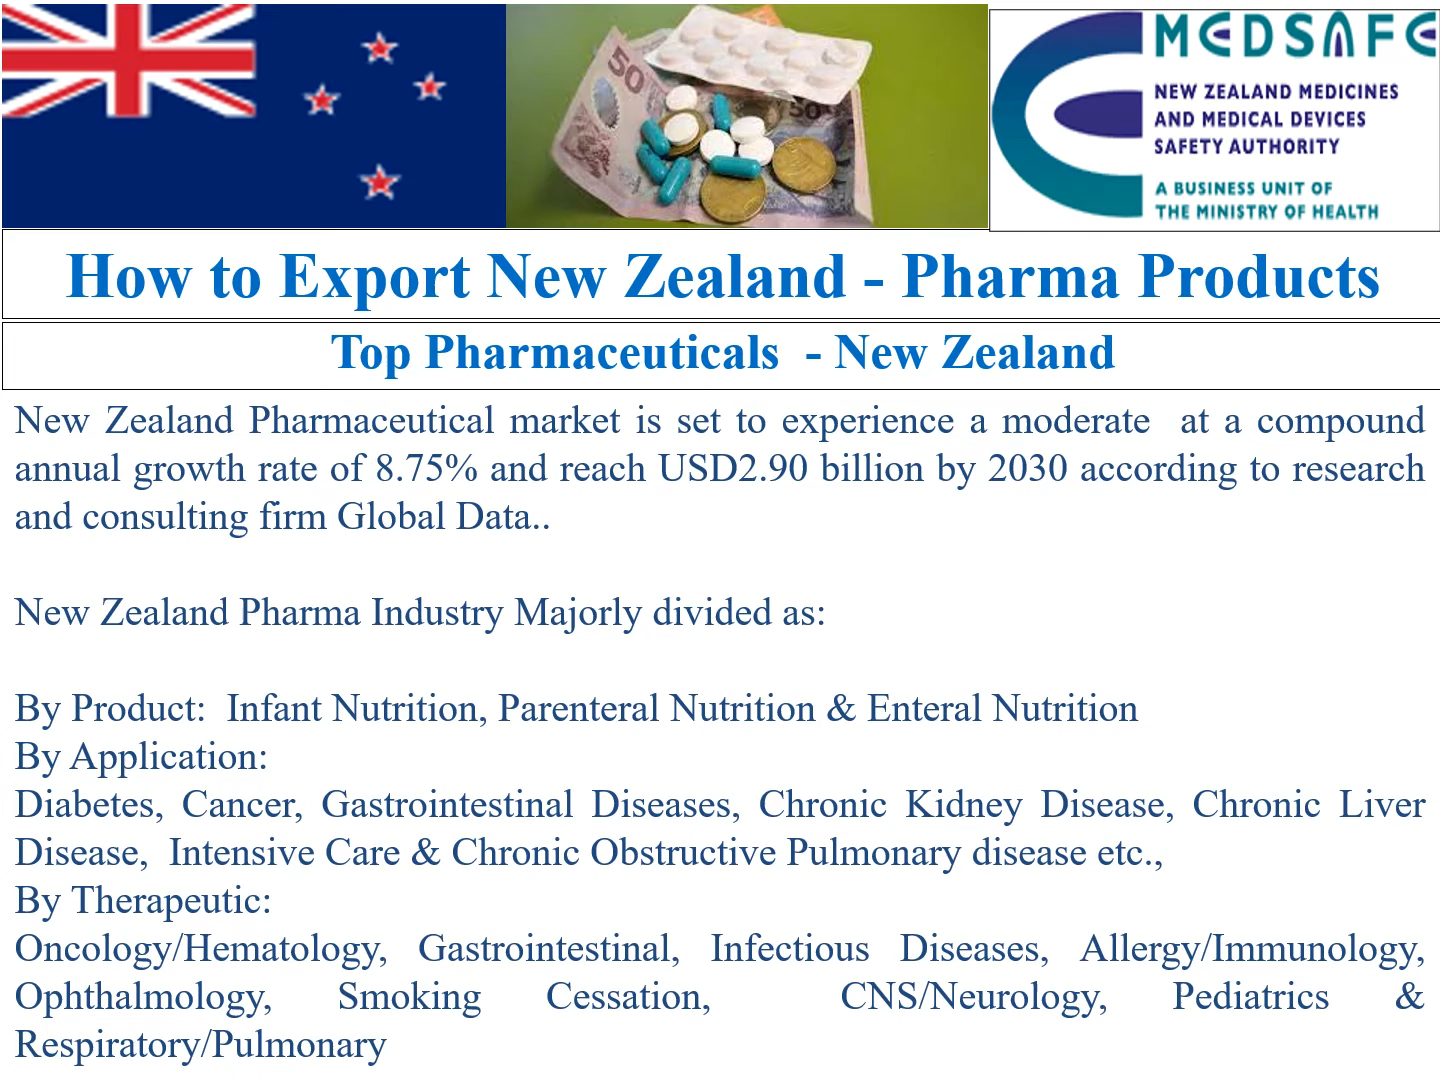 50
50
MEDSAFE
NEW ZEALAND MEDICINES
AND MEDICAL DEVICES
SAFETY AUTHORITY
A BUSINESS UNIT OF
THE MINISTRY OF HEALTH
How to Export New Zealand - Pharma Products
Top Pharmaceuticals - New Zealand
New Zealand Pharmaceutical market is set to experience a moderate at a compound
annual growth rate of 8.75% and reach USD2.90 billion by 2030 according to research
and consulting firm Global Data..
New Zealand Pharma Industry Majorly divided as:
By Product: Infant Nutrition, Parenteral Nutrition & Enteral Nutrition
By Application:
Diabetes, Cancer, Gastrointestinal Diseases, Chronic Kidney Disease, Chronic Liver
Disease, Intensive Care & Chronic Obstructive Pulmonary disease etc.,
By Therapeutic:
Oncology/Hematology, Gastrointestinal, Infectious Diseases, Allergy/Immunology,
Ophthalmology, Smoking Cessation, CNS/Neurology, Pediatrics &
Respiratory/Pulmonary